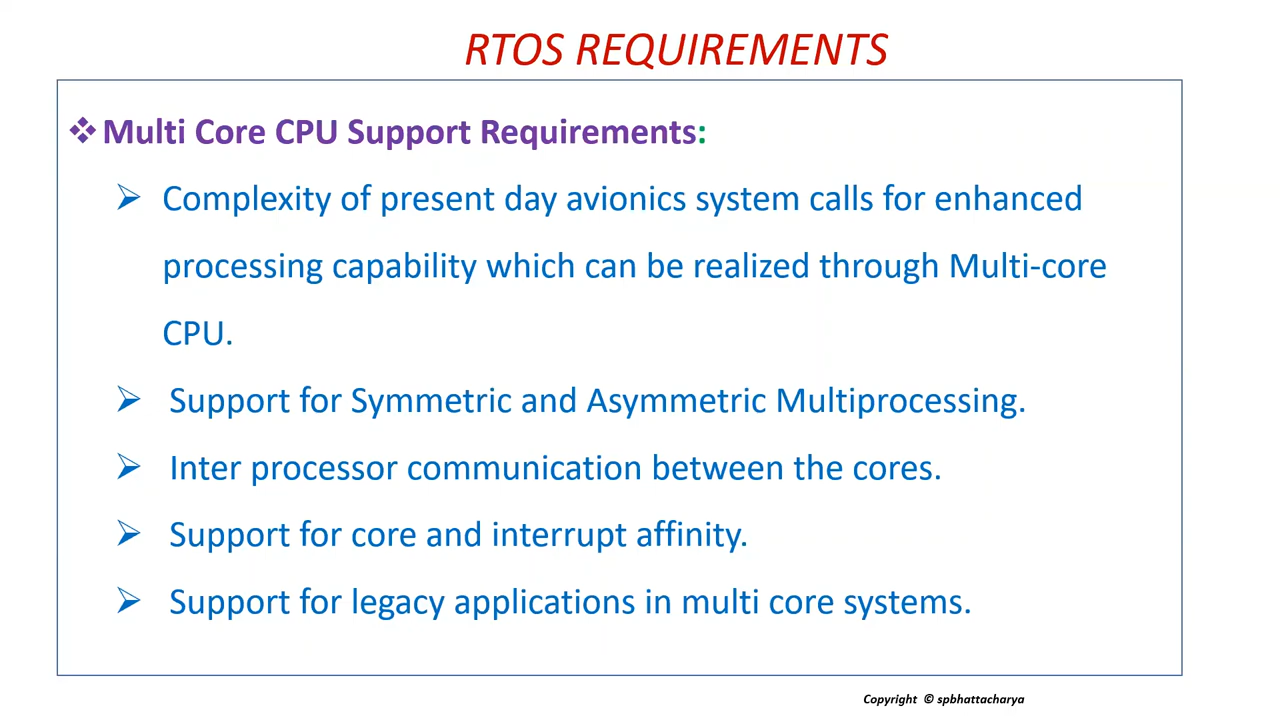 RTOS REQUIREMENTS
❖Multi Core CPU Support Requirements:
➢ Complexity of present day avionics system calls for enhanced
processing capability which can be realized through Multi-core
CPU.
➢ Support for Symmetric and Asymmetric Multiprocessing.
➢ Inter processor communication between the cores.
➢ Support for core and interrupt affinity.
➢ Support for legacy applications in multi core systems.
Copyright © spbhattacharya